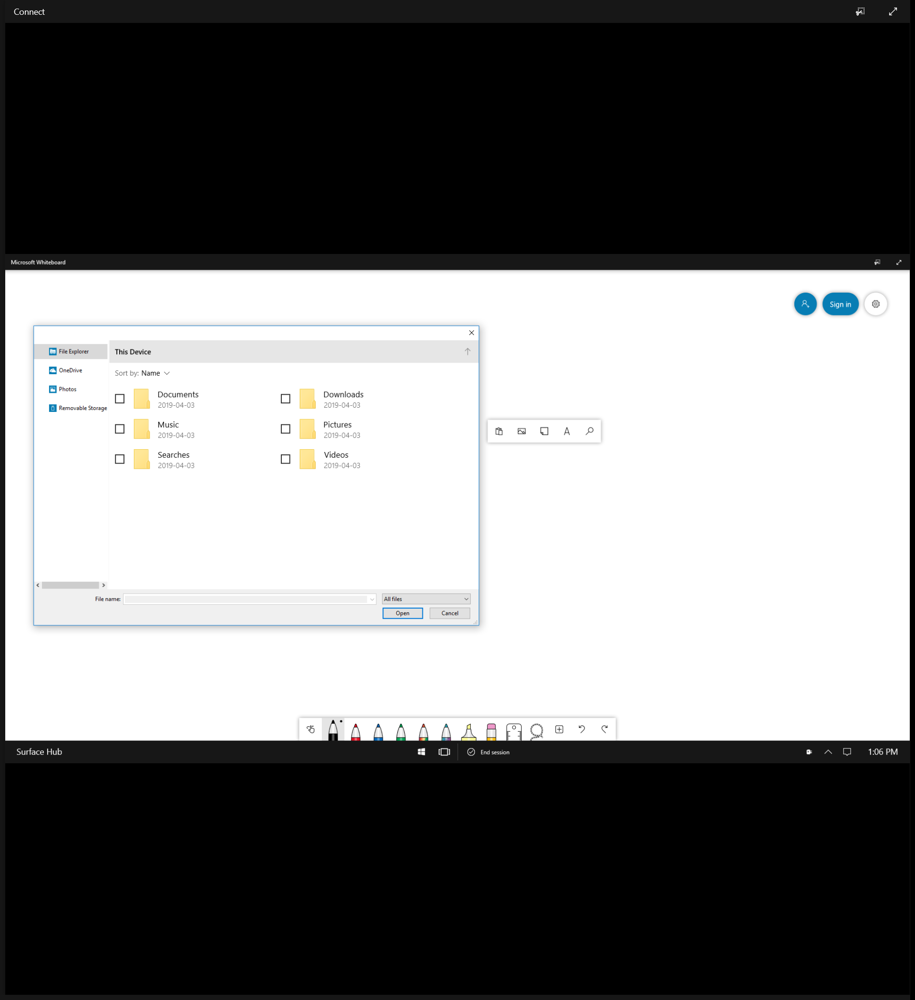 Connect
Microsoft Whiteboard
Sign in
File Explorer
OneDrive
Photos
Removable Storage
This Device
Sort by: Name
Documents
2019-04-03
Downloads
2019-04-03
Music
2019-04-03
Pictures
2019-04-03
Searches
2019-04-03
Videos
2019-04-03
File name:
All files
Open
Cancel
Surface Hub
End session
1:06 PM